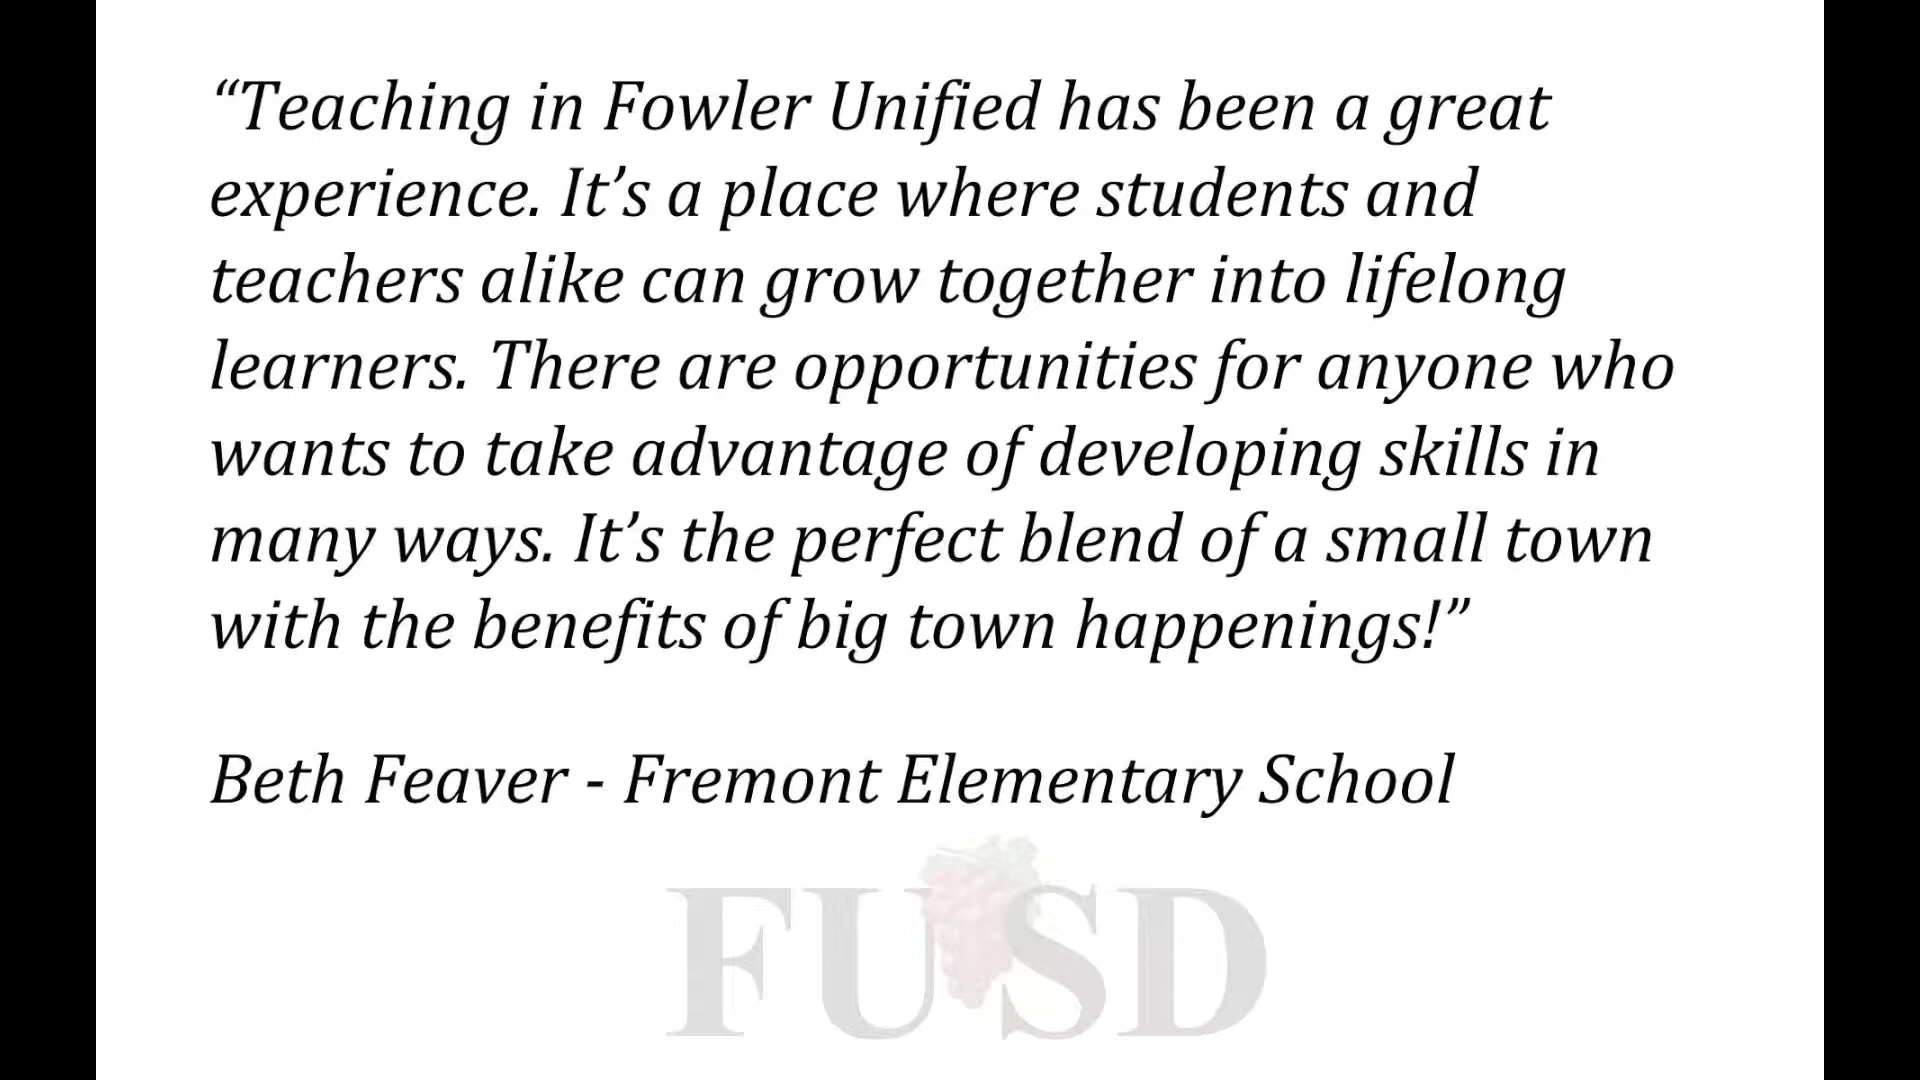 “Teaching in Fowler Unified has been a great
experience. It’s a place where students and
teachers alike can grow together into lifelong
learners. There are opportunities for anyone who
wants to take advantage of developing skills in
many ways. It’s the perfect blend of a small town
with the benefits of big town happenings!”
Beth Feaver - Fremont Elementary School
FUSD